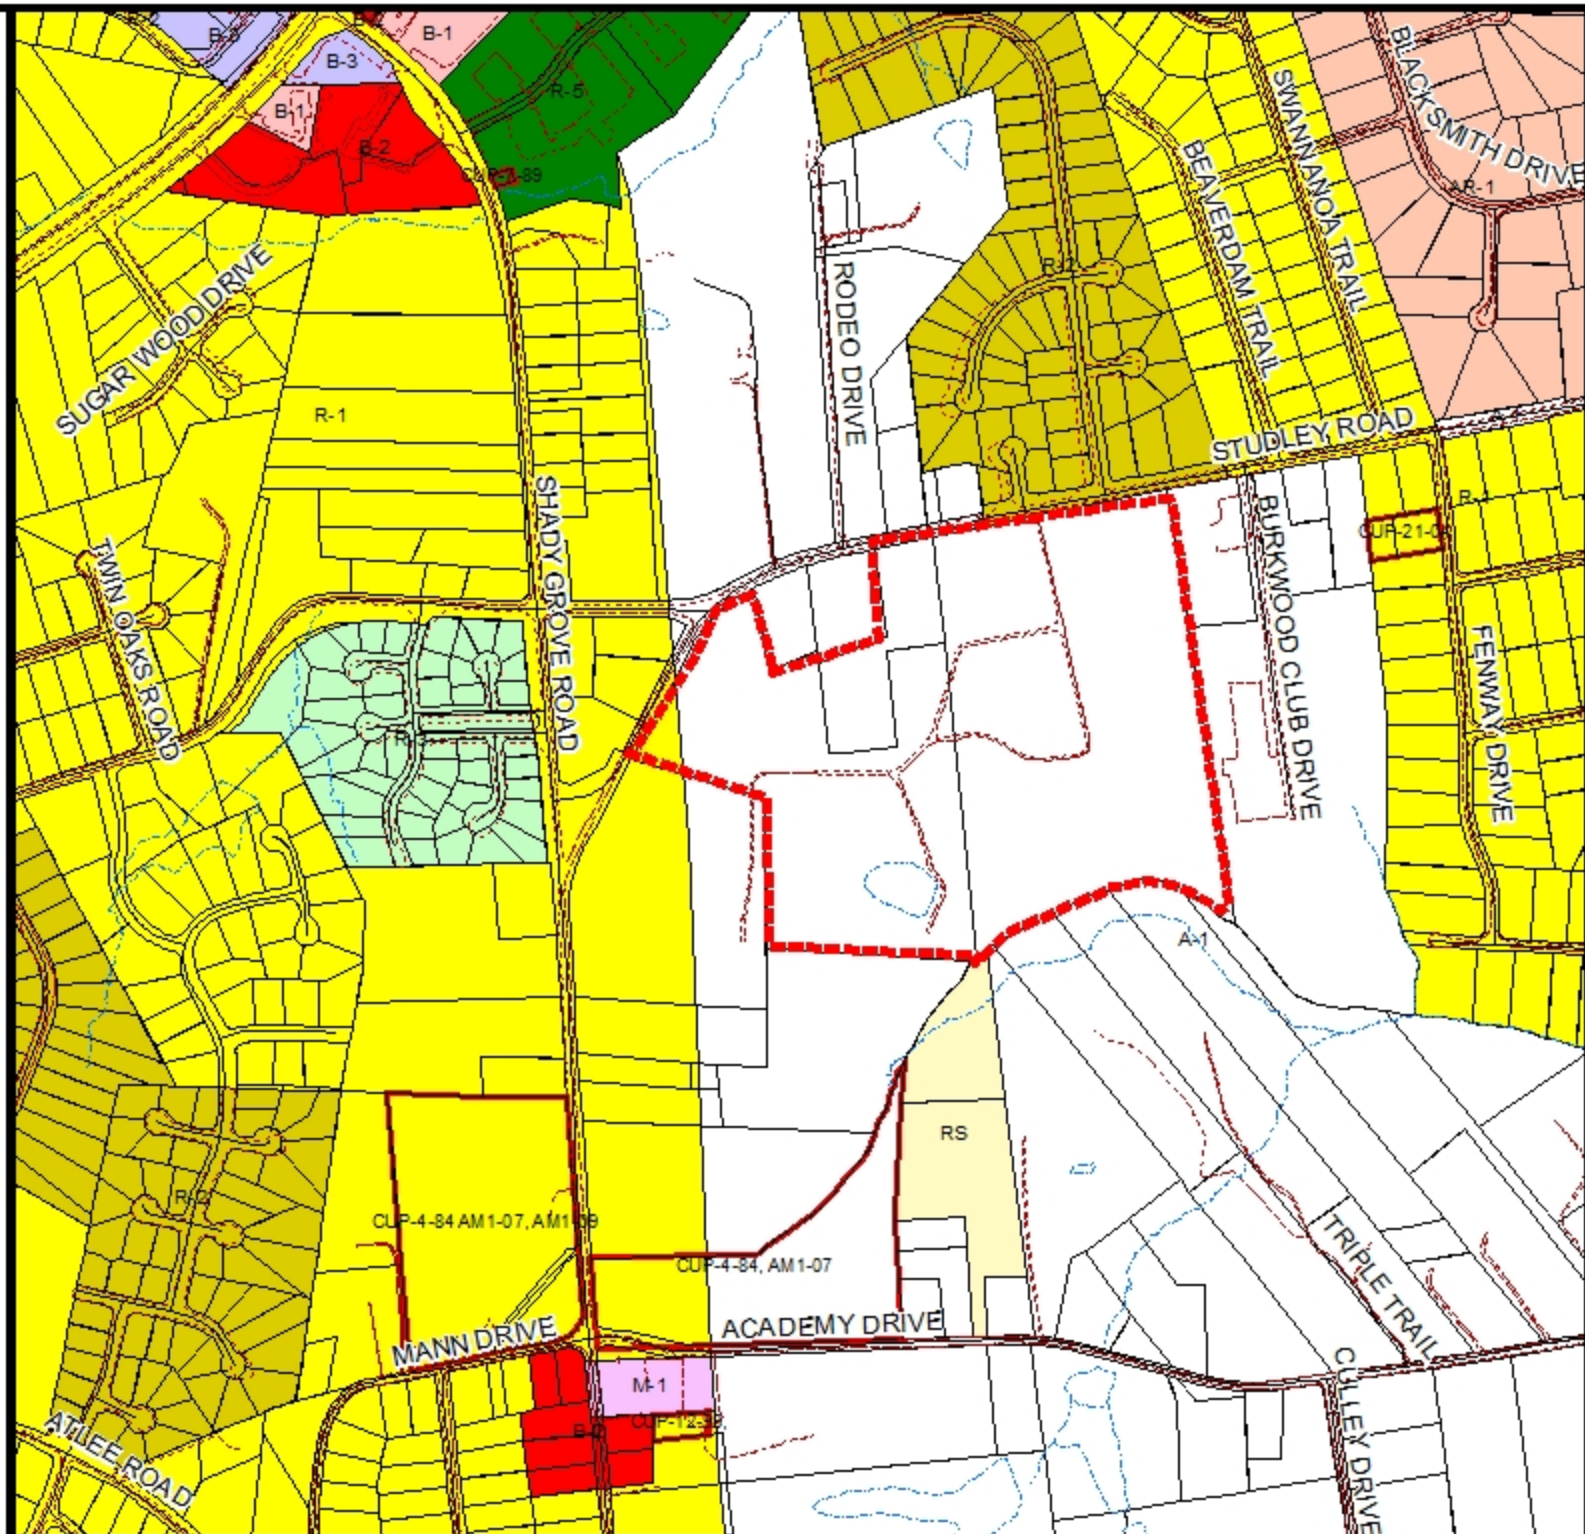 B-3
B-1
B-3
R-5
B-1
B-2
BLACKSMITH DRIVE
SWANNANOA TRAIL
BEAVERDAM TRAIL
AR-1
SUGAR WOOD DRIVE
RODEO DRIVE
R-2
R-1
STUDLEY ROAD
SHADY GROVE ROAD
BURKWOOD CLUB DRIVE
TWIN OAKS ROAD
FENWAY DRIVE
A-1
RS
R-2
CUP-4-84 AM1-07, AM1-09
CUP-4-84, AM1-07
TRIPLE TRAIL
MANN DRIVE
ACADEMY DRIVE
M-1
B-2
ATLEE ROAD
CULLEY DRIVE